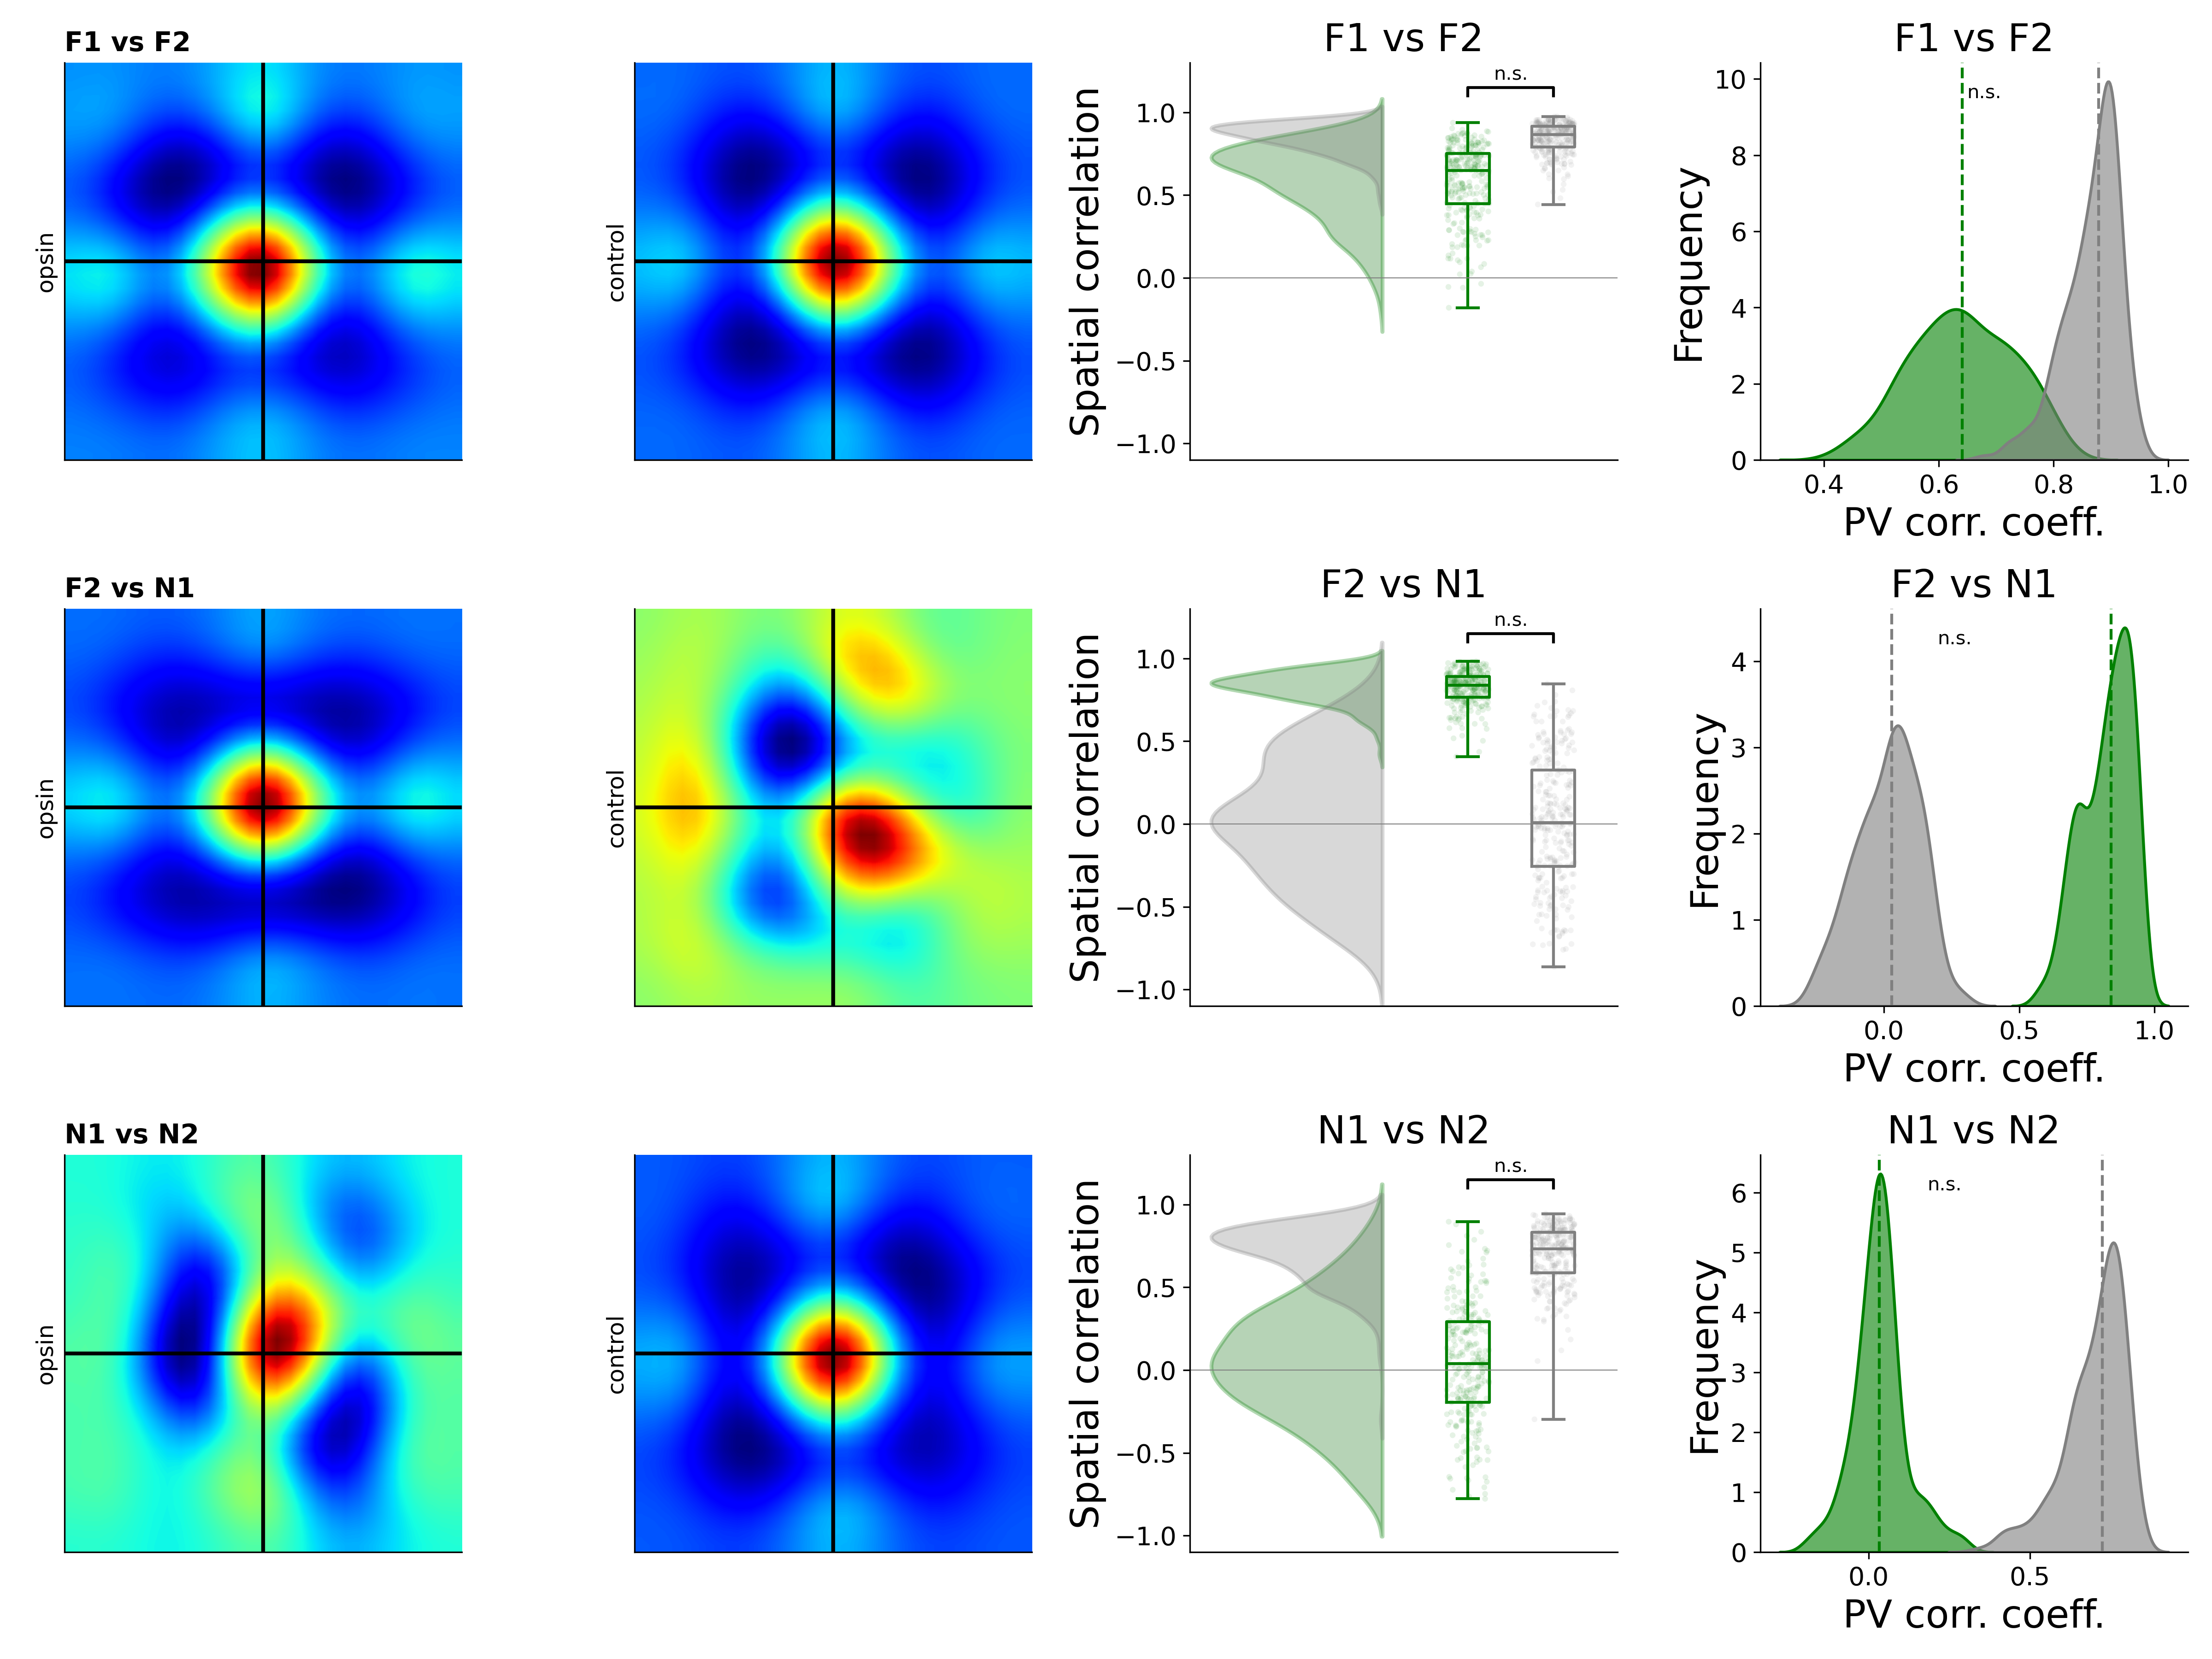 F1 vs F2
opsin
control
F1 vs F2
n.s.
Spatial correlation
1.0
0.5
0.0
−0.5
−1.0
F1 vs F2
n.s.
Frequency
10
8
6
4
2
0
0.4 0.6 0.8 1.0
PV corr. coeff.
F2 vs N1
opsin
control
F2 vs N1
n.s.
Spatial correlation
1.0
0.5
0.0
−0.5
−1.0
F2 vs N1
n.s.
Frequency
4
3
2
1
0
0.0 0.5 1.0
PV corr. coeff.
N1 vs N2
opsin
control
N1 vs N2
n.s.
Spatial correlation
1.0
0.5
0.0
−0.5
−1.0
N1 vs N2
n.s.
Frequency
6
5
4
3
2
1
0
0.0 0.5
PV corr. coeff.